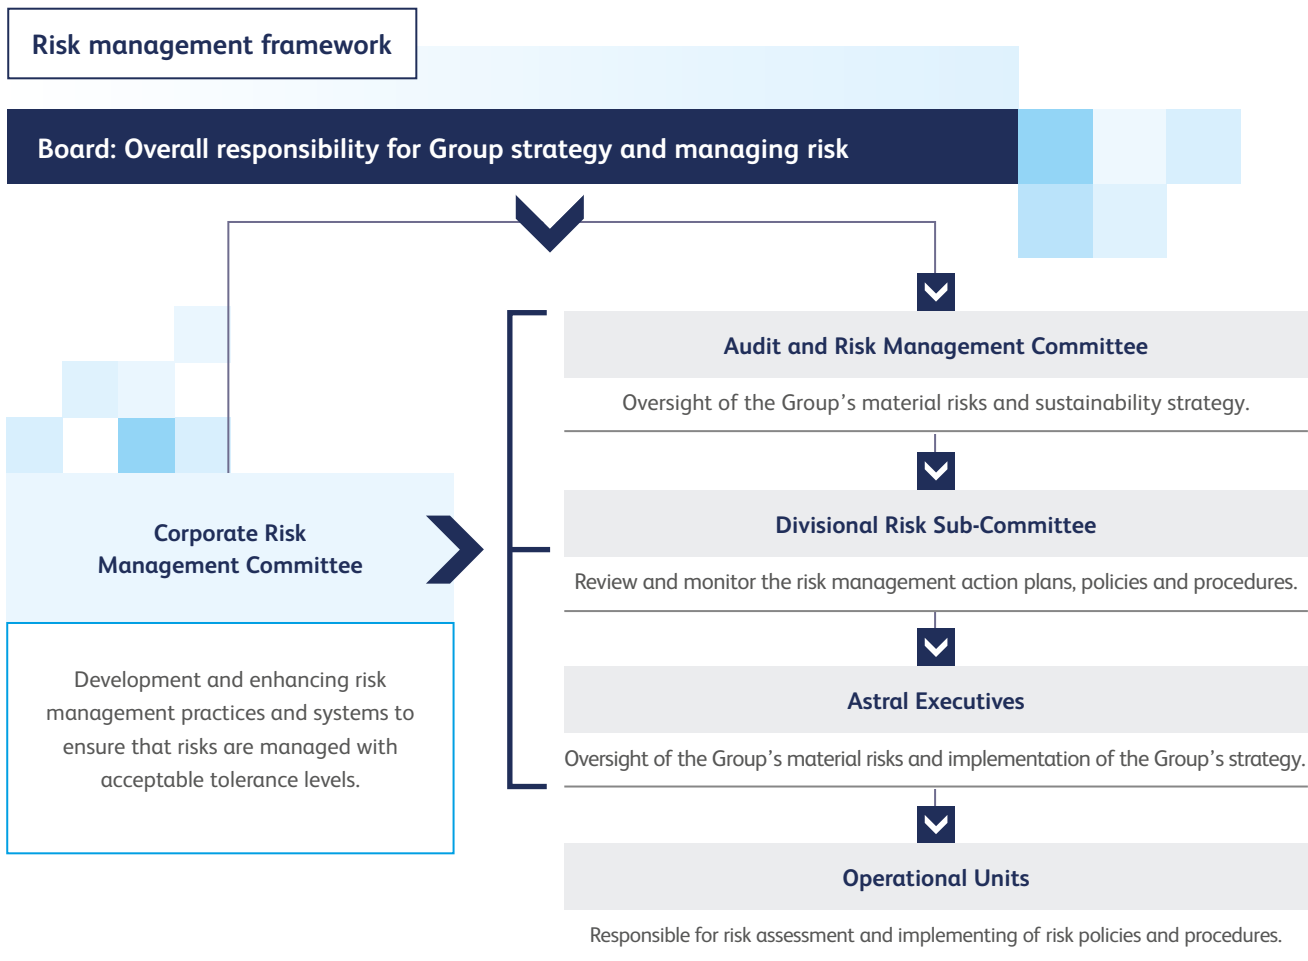 Risk management framework
Board: Overall responsibility for Group strategy and managing risk
Corporate Risk
Management Committee
Development and enhancing risk
management practices and systems to
ensure that risks are managed with
acceptable tolerance levels.
Audit and Risk Management Committee
Oversight of the Group’s material risks and sustainability strategy.
Divisional Risk Sub-Committee
Review and monitor the risk management action plans, policies and procedures.
Astral Executives
Oversight of the Group’s material risks and implementation of the Group’s strategy.
Operational Units
Responsible for risk assessment and implementing of risk policies and procedures.